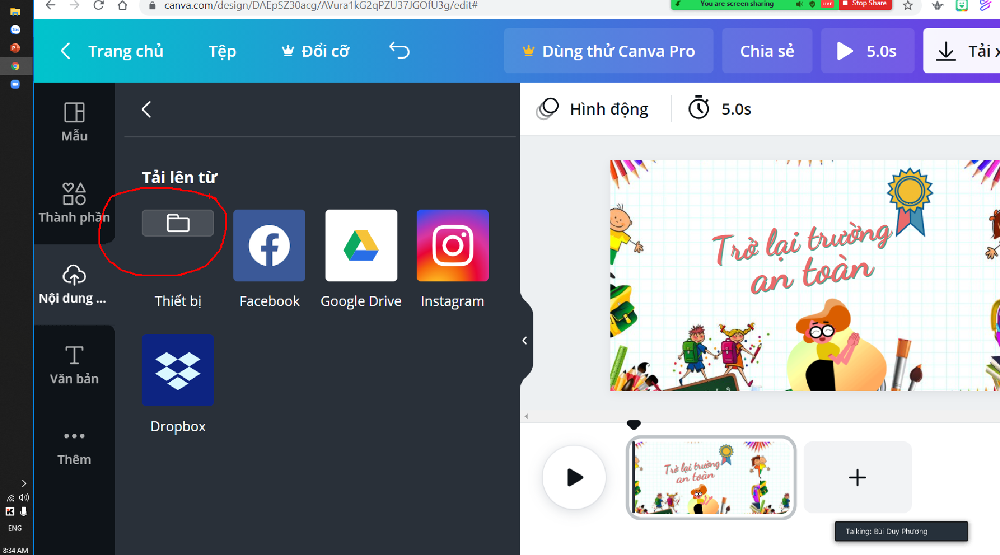 canva.com/design/DAEpSZ30acg/AVura1kG2qPZU37JGOfU3g/edit#
You are screen sharing
LIVE
Stop Share
Zalo
Trang chủ
Tệp
Đổi cỡ
Dùng thử Canva Pro
Chia sẻ
5.0s
Tải x
Mẫu
Thành phần
Nội dung ...
Văn bản
Thêm
Tải lên từ
Thiết bị
Facebook
Google Drive
Instagram
Dropbox
Hình động
5.0s
Trở lại trường
an toàn
Trở lại trường
an toàn
Talking: Bùi Duy Phương
ENG
8:34 AM